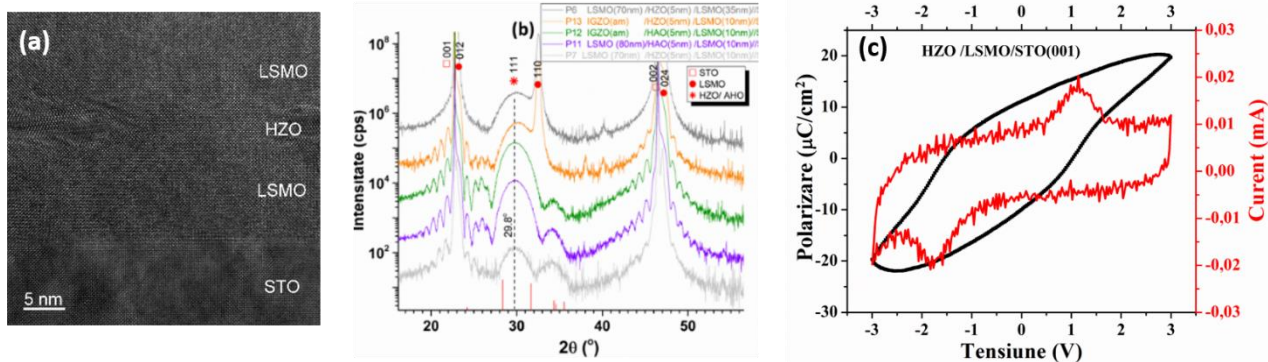 (a)
LSMO
HZO
LSMO
STO
5 nm
(b)
P6 LSMO(70nm) /HZO(5nm) /LSMO(35nm)//
P13 IGZO(am) /HZO(5nm) /LSMO(10nm)//
P12 IGZO(am) /HAO(5nm) /LSMO(10nm)//
P11 LSMO (80nm)/HAO(5nm) /LSMO(10nm)//
P7 LSMO (70nm) /HZO(5nm) /LSMO(10nm)//
001
012
111
110
002
024
STO
LSMO
HZO/ AHO
29.8°
Intensitate (cps)
10⁸
10⁶
10⁴
10²
20 30 40 50
2θ (°)
(c)
HZO /LSMO/STO(001)
Polarizare (μC/cm²)
20
10
0
-10
-20
-30
-3 -2 -1 0 1 2 3
Tensiune (V)
0,03
0,02
0,01
0,00
-0,01
-0,02
-0,03
Curent (mA)